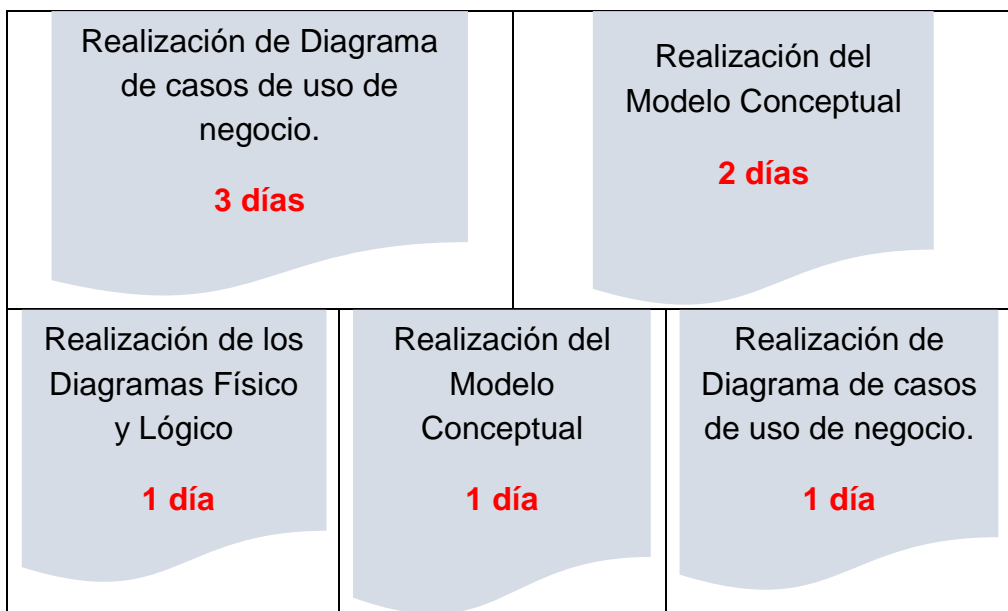 Realización de Diagrama
de casos de uso de
negocio.
3 días
Realización del
Modelo Conceptual
2 días
Realización de los
Diagramas Físico
y Lógico
1 día
Realización del
Modelo
Conceptual
1 día
Realización de
Diagrama de casos
de uso de negocio.
1 día